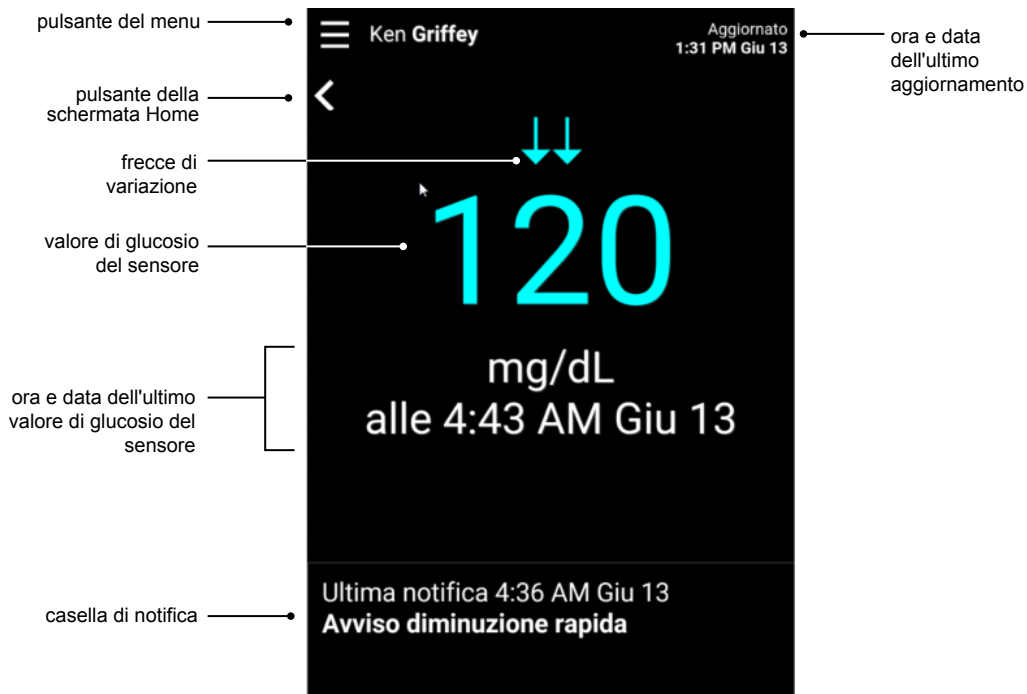 pulsante del menu
Ken Griffey
Aggiornato
1:31 PM Giu 13
ora e data
dell'ultimo
aggiornamento
pulsante della
schermata Home
frecce di
variazione
120
valore di glucosio
del sensore
mg/dL
alle 4:43 AM Giu 13
ora e data dell'ultimo
valore di glucosio del
sensore
Ultima notifica 4:36 AM Giu 13
Avviso diminuzione rapida
casella di notifica